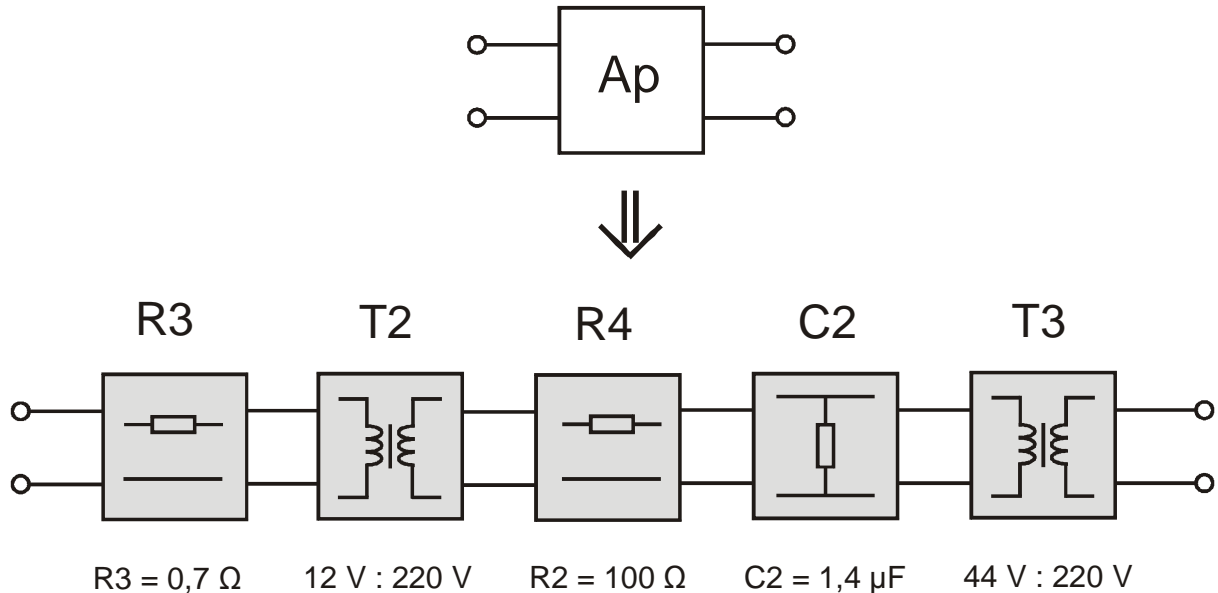 Ap
R3 T2 R4 C2 T3
R3 = 0,7 Ω 12 V : 220 V R2 = 100 Ω C2 = 1,4 µF 44 V : 220 V